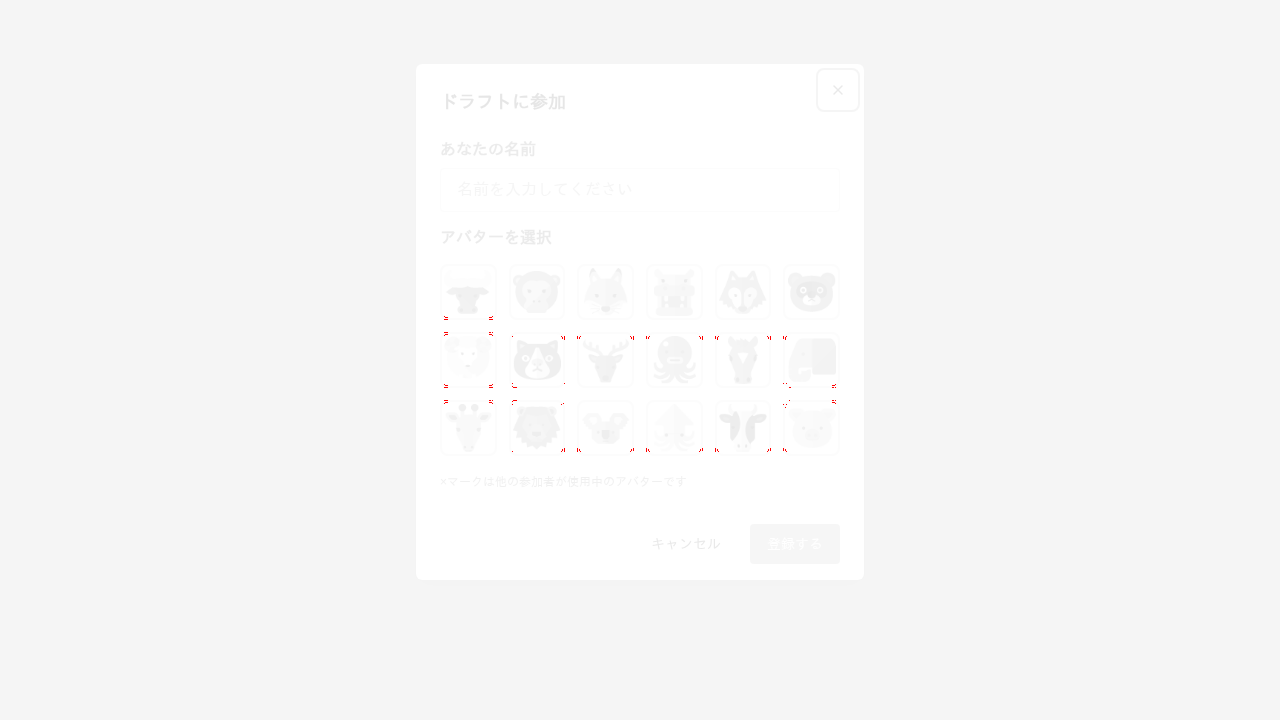 ドラフトに参加
あなたの名前
名前を入力してください
アバターを選択
×マークは他の参加者が使用中のアバターです
キャンセル
登録する